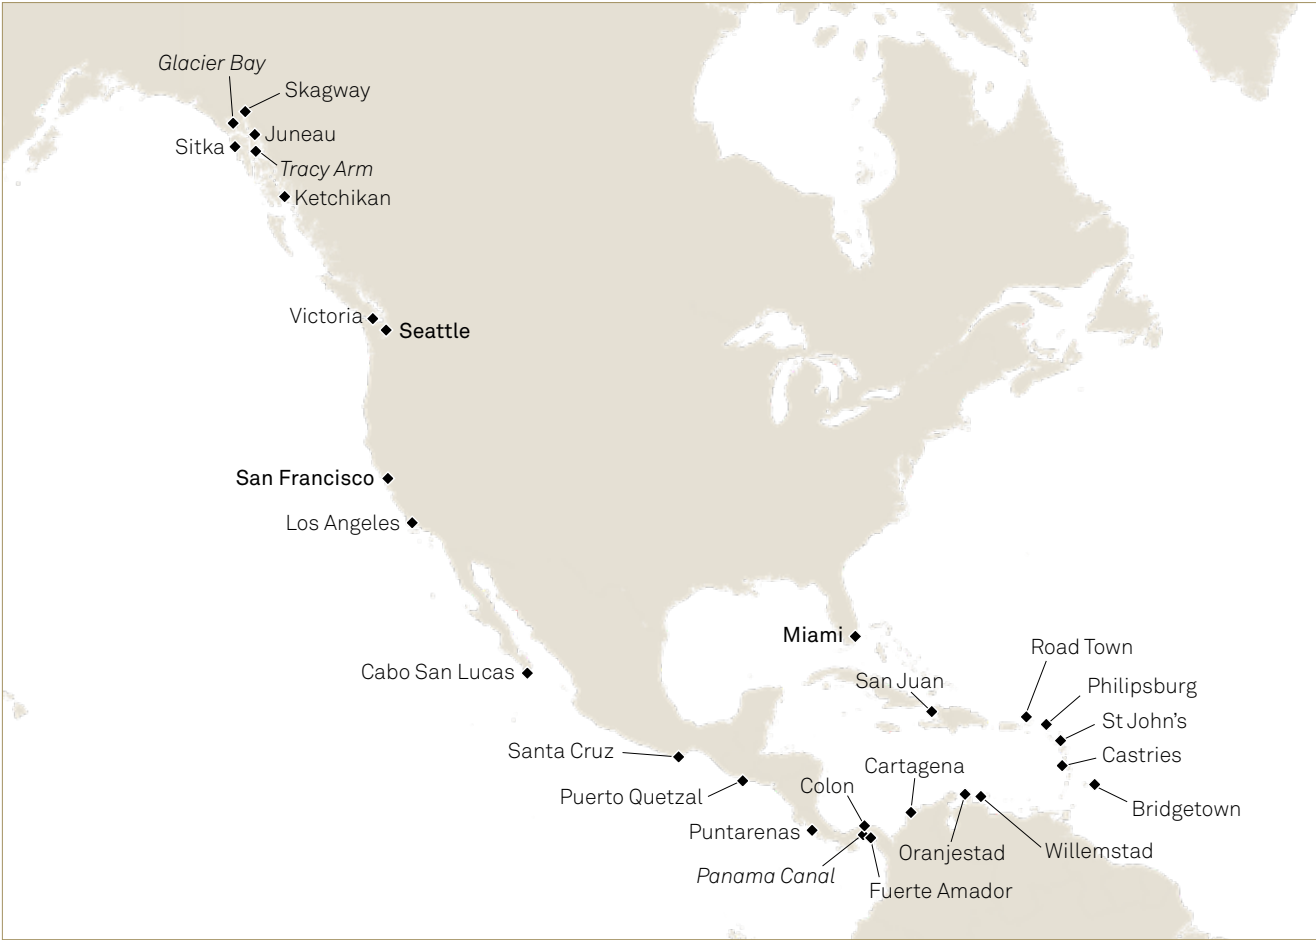 Glacier Bay
Skagway
Juneau
Sitka
Tracy Arm
Ketchikan
Victoria
Seattle
San Francisco
Los Angeles
Miami
Road Town
Cabo San Lucas
San Juan
Philipsburg
St John's
Santa Cruz
Castries
Cartagena
Colon
Puerto Quetzal
Bridgetown
Puntarenas
Oranjestad
Willemstad
Panama Canal
Fuerte Amador